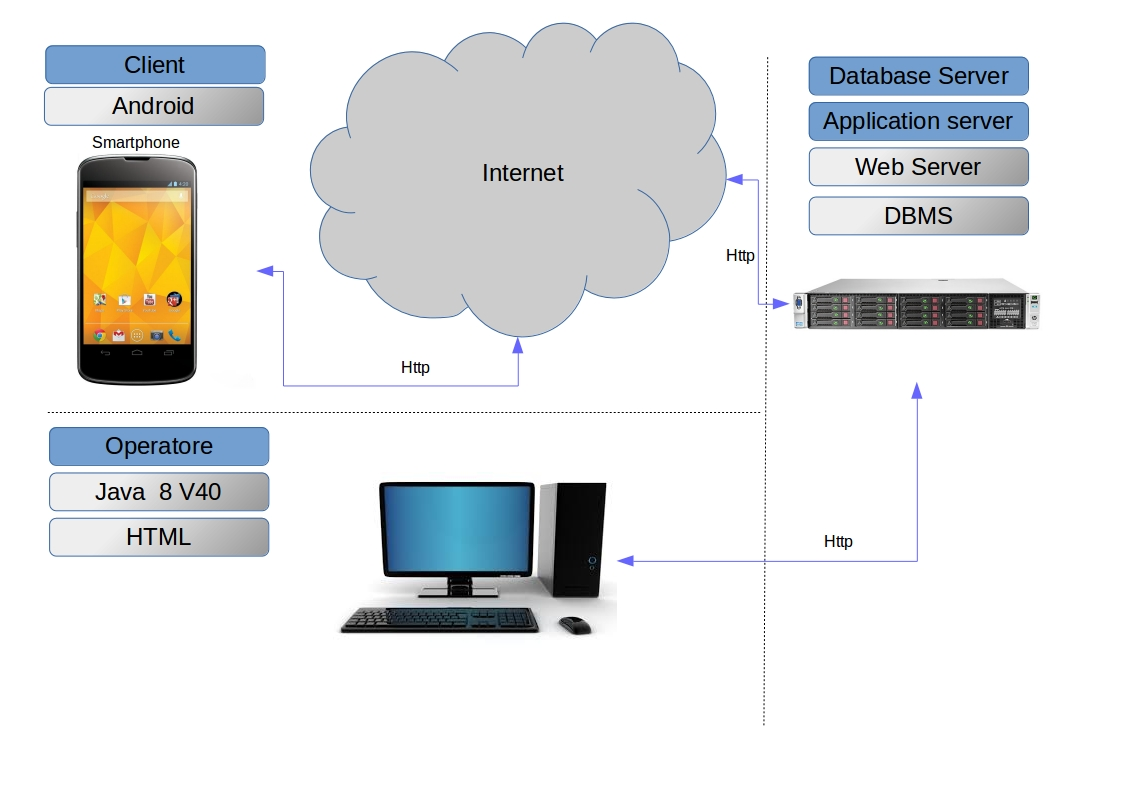 Client
Android
Smartphone
Internet
Http
Database Server
Application server
Web Server
DBMS
Http
Operatore
Java  8 V40
HTML
Http